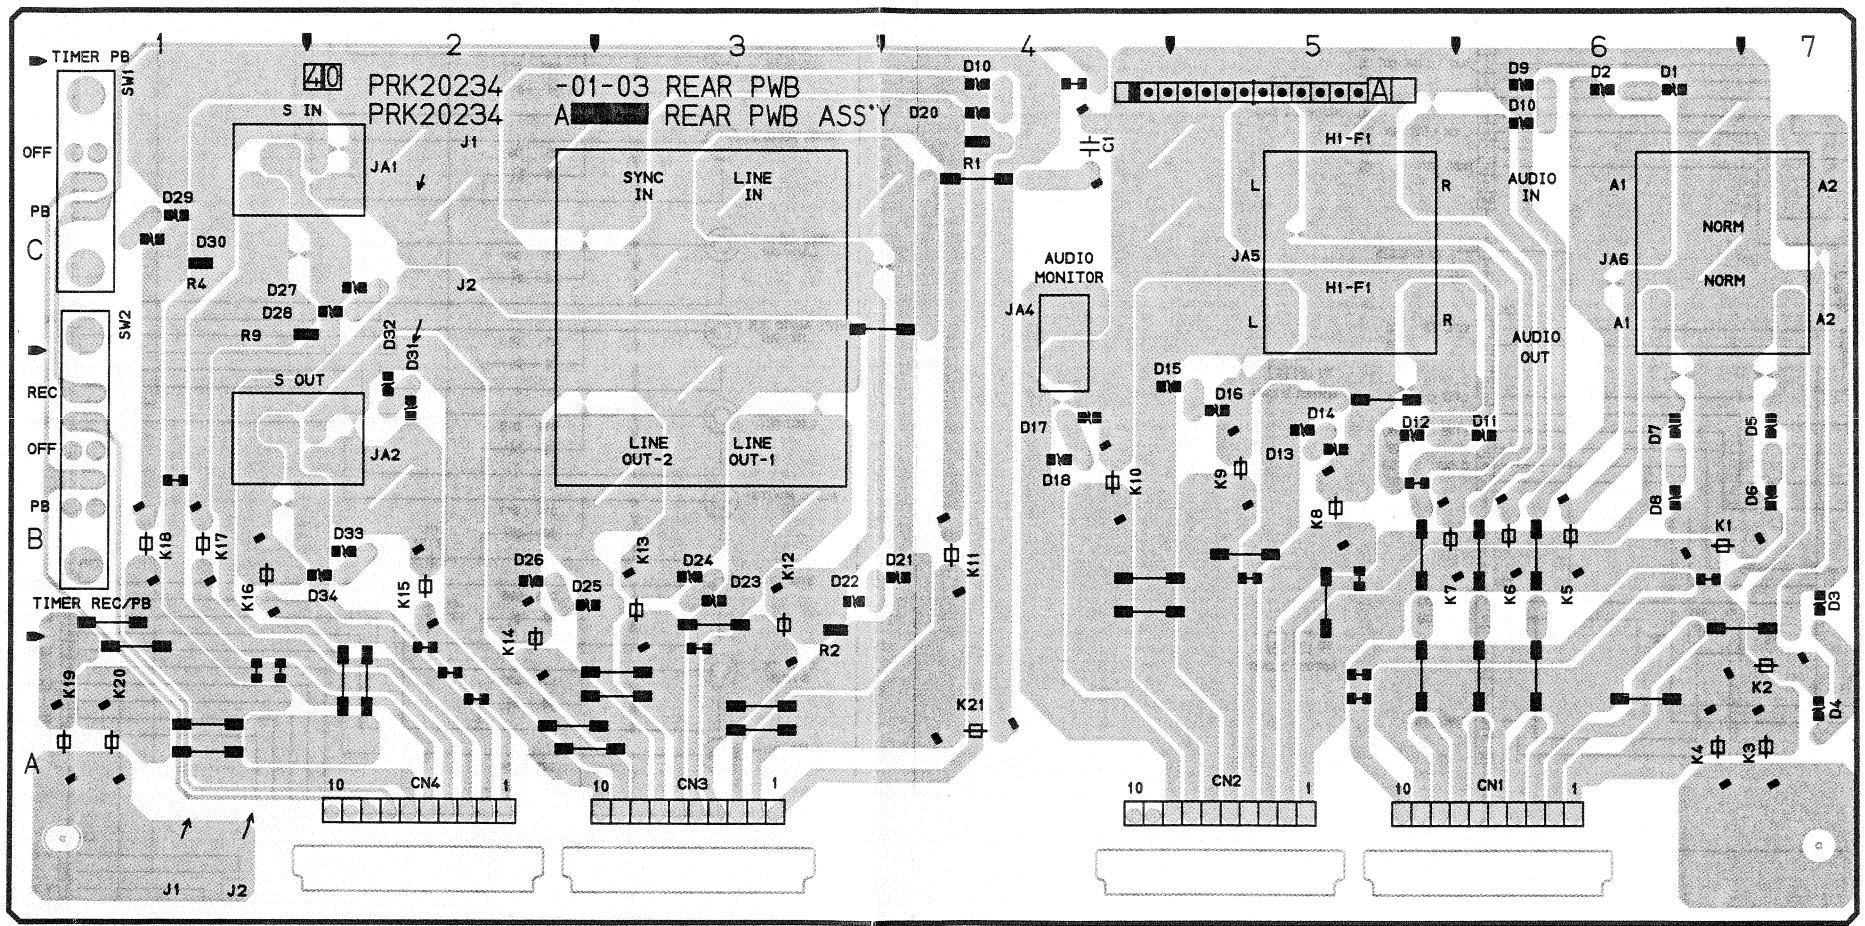 1 2 3 4 5 6 7
TIMER PB
SW1
40 PRK20234 -01-03 REAR PWB
PRK20234 A REAR PWB ASS'Y
D10
D20
R1
C1
A
D9
D10
D2 D1
S IN
JA1
J1
OFF
PB
C
D29
D30
R4
SYNC IN
LINE IN
HI-FI
L R
AUDIO IN
A1 A2
NORM
D27
D28
R9
J2
AUDIO MONITOR
JA4
JA5
JA6
HI-FI
L R
NORM
A1 A2
AUDIO OUT
SW2
D32
D31
REC
S OUT
JA2
OFF
PB
B
LINE OUT-2
LINE OUT-1
D15
D16
D17
D18
D14
D13
D12
D11
D7
D5
D8
D6
K10
K9
K8
K1
K18
K17
D33
D34
K16
K15
D26
D25
K13
D24
D23
K12
D22
D21
K11
K7
K6
K5
D3
TIMER REC/PB
K14
R2
K19
K20
K21
K2
D4
K4
K3
A
10 CN4 1
10 CN3 1
10 CN2 1
10 CN1 1
J1 J2